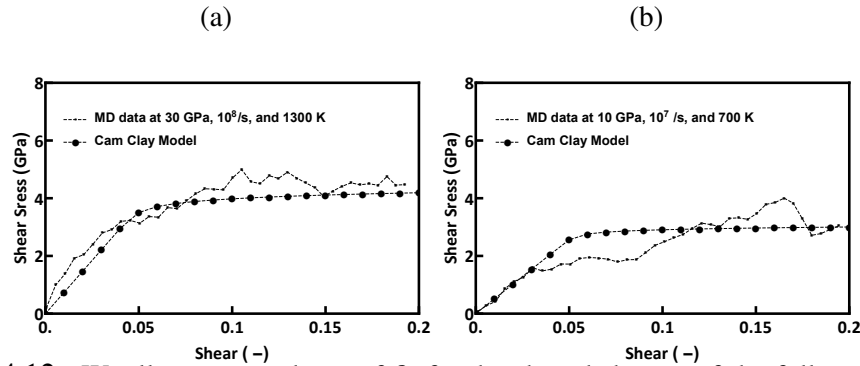 (a)
(b)
8
6
4
2
0
Shear Sress (GPa)
MD data at 30 GPa, 10⁸/s, and 1300 K
Cam Clay Model
0. 0.05 0.1 0.15 0.2
Shear ( – )
8
6
4
2
0
Shear Sress (GPa)
MD data at 10 GPa, 10⁷ /s, and 700 K
Cam Clay Model
0. 0.05 0.1 0.15 0.2
Shear ( – )